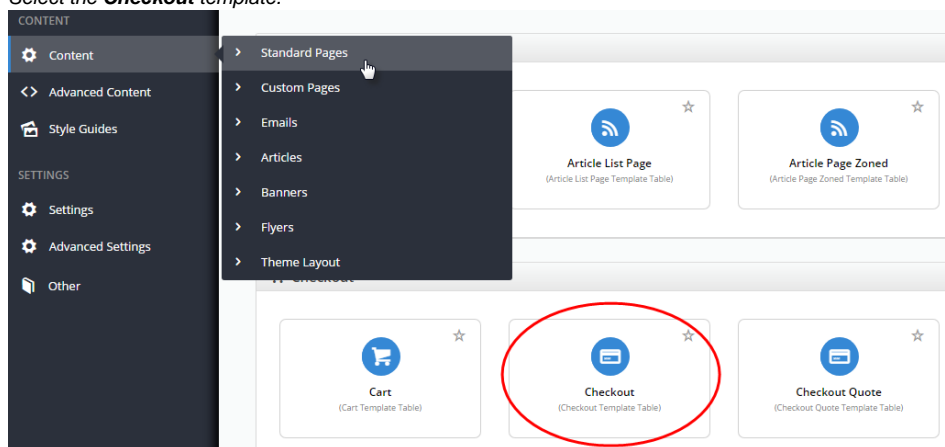 Select the Checkout template.
CONTENT
Content
Advanced Content
Style Guides
SETTINGS
Settings
Advanced Settings
Other
Standard Pages
Custom Pages
Emails
Articles
Banners
Flyers
Theme Layout
Article List Page
(Article List Page Template Table)
Article Page Zoned
(Article Page Zoned Template Table)
Checkout
Cart
(Cart Template Table)
Checkout
(Checkout Template Table)
Checkout Quote
(Checkout Quote Template Table)